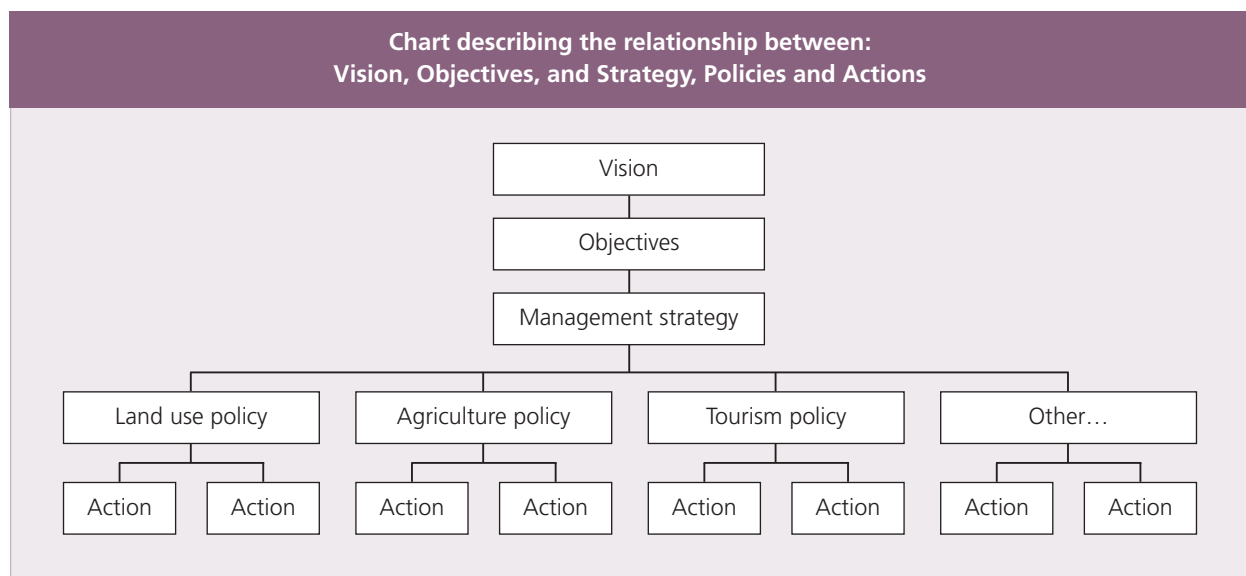 Chart describing the relationship between:
Vision, Objectives, and Strategy, Policies and Actions
Vision
Objectives
Management strategy
Land use policy
Agriculture policy
Tourism policy
Other…
Action
Action
Action
Action
Action
Action
Action
Action